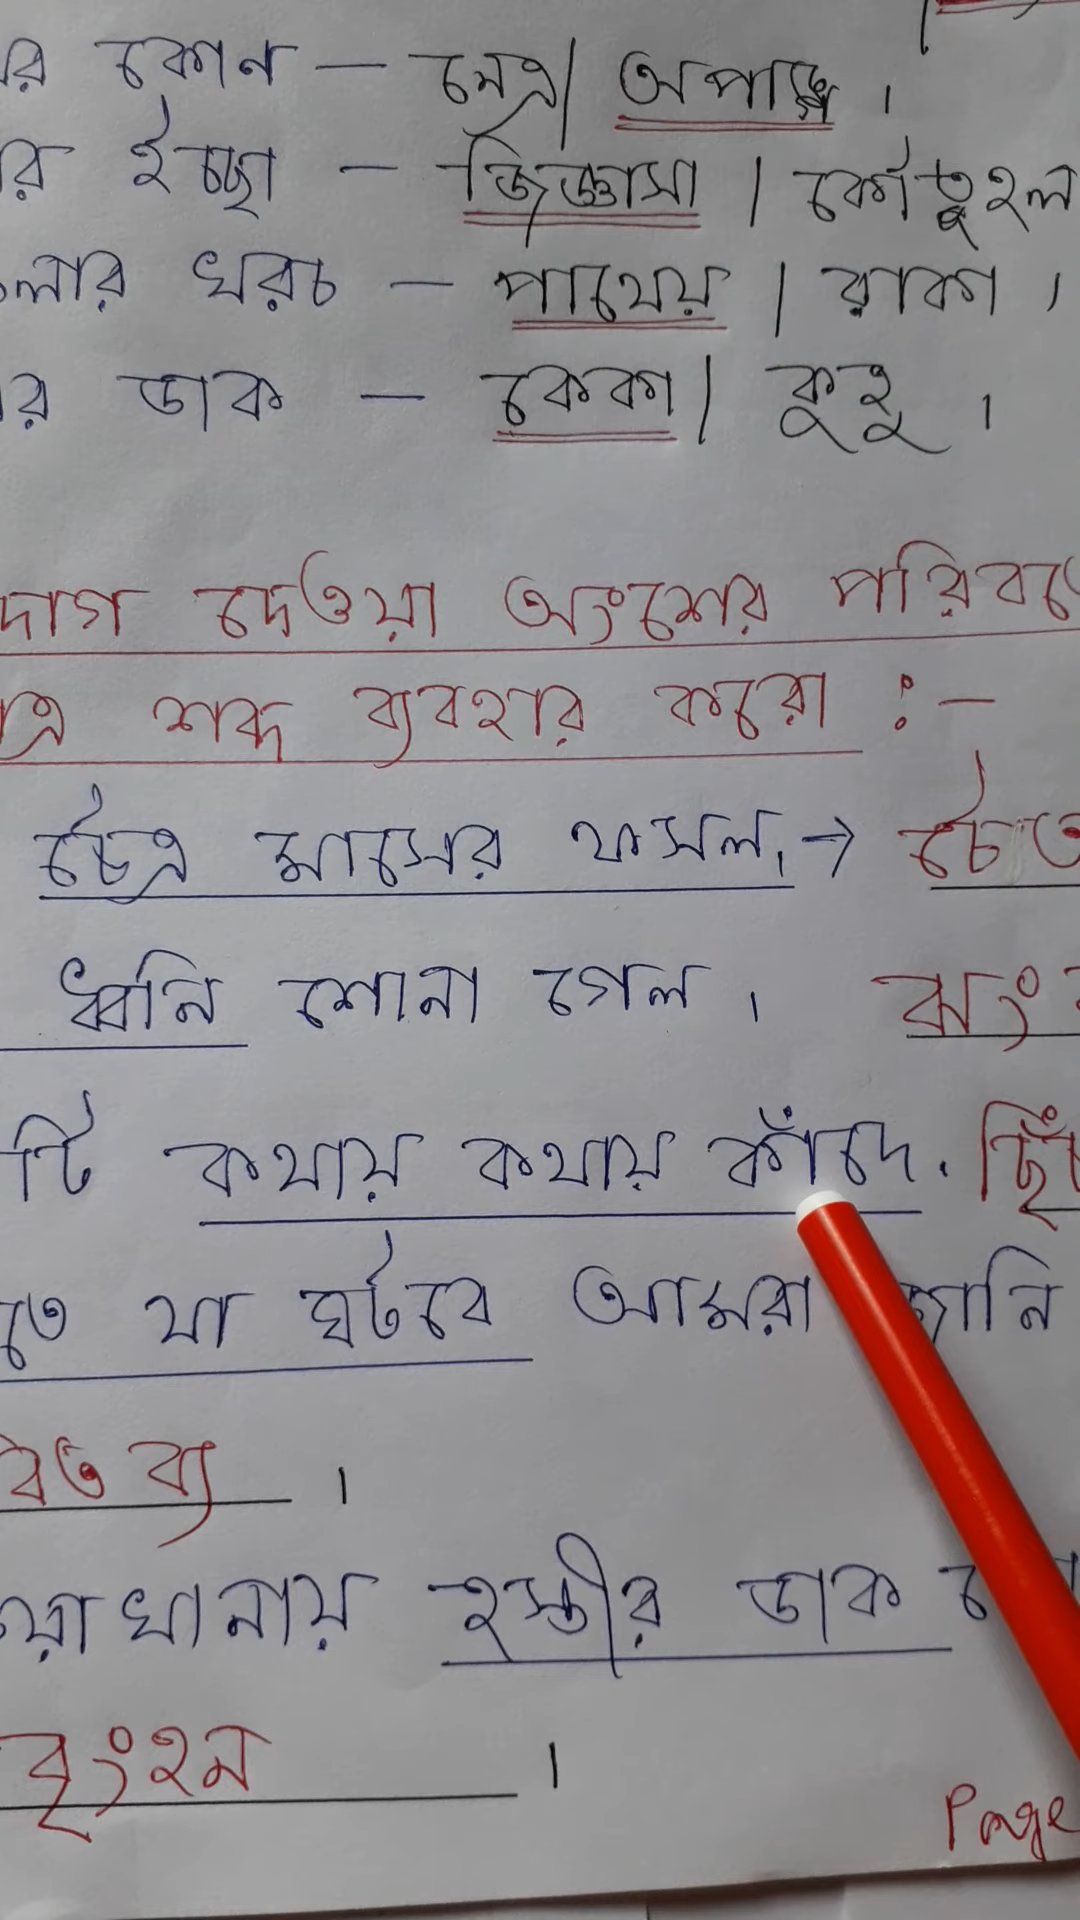 র কোন — নেত্র / অপাঙ্গ ।
র ইচ্ছা — জিজ্ঞাসা / কৌতুহল
চলার খরচ — পাথেয় / রাকা ।
র ডাক — কেকা / কুহু ।
দাগ দেওয়া অংশের পরিবর্তে
শব্দ ব্যবহার করো :—
চৈত্র মাসের ফসল, → চৈত
ধ্বনি শোনা গেল ।
টি কথায় কথায় কাঁদে . ছিঁচ
তে যা ঘটবে আমরা জানি
বিতব্য ।
য়াখানায় হস্তীর ডাক
বৃংহন ।
Page